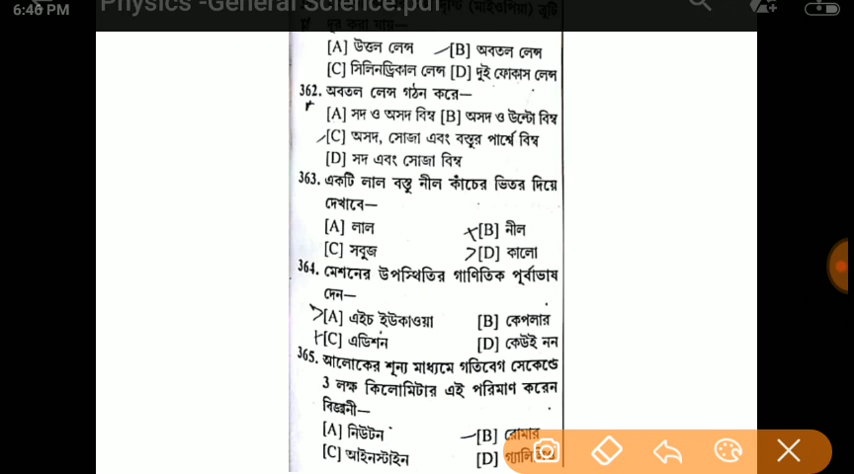 6:46 PM Physics -General Science.pdf
দূর করা যায়—
[A] উত্তল লেন্স [B] অবতল লেন্স
[C] সিলিনড্রিকাল লেন্স [D] দুই ফোকাস লেন্স
362. অবতল লেন্স গঠন করে—
[A] সদ ও অসদ বিম্ব [B] অসদ ও উল্টো বিম্ব
[C] অসদ, সোজা এবং বস্তুর পার্শ্বে বিম্ব
[D] সদ এবং সোজা বিম্ব
363. একটি লাল বস্তু নীল কাঁচের ভিতর দিয়ে
দেখাবে—
[A] লাল [B] নীল
[C] সবুজ [D] কালো
364. মেশনের উপস্থিতির গাণিতিক পূর্বাভাষ
দেন—
[A] এইচ ইউকাওয়া [B] কেপলার
[C] এডিশন [D] কেউই নন
365. আলোকের শূন্য মাধ্যমে গতিবেগ সেকেণ্ডে
3 লক্ষ কিলোমিটার এই পরিমাণ করেন
বিজ্ঞনী—
[A] নিউটন [B] রোমার
[C] আইনস্টাইন [D]